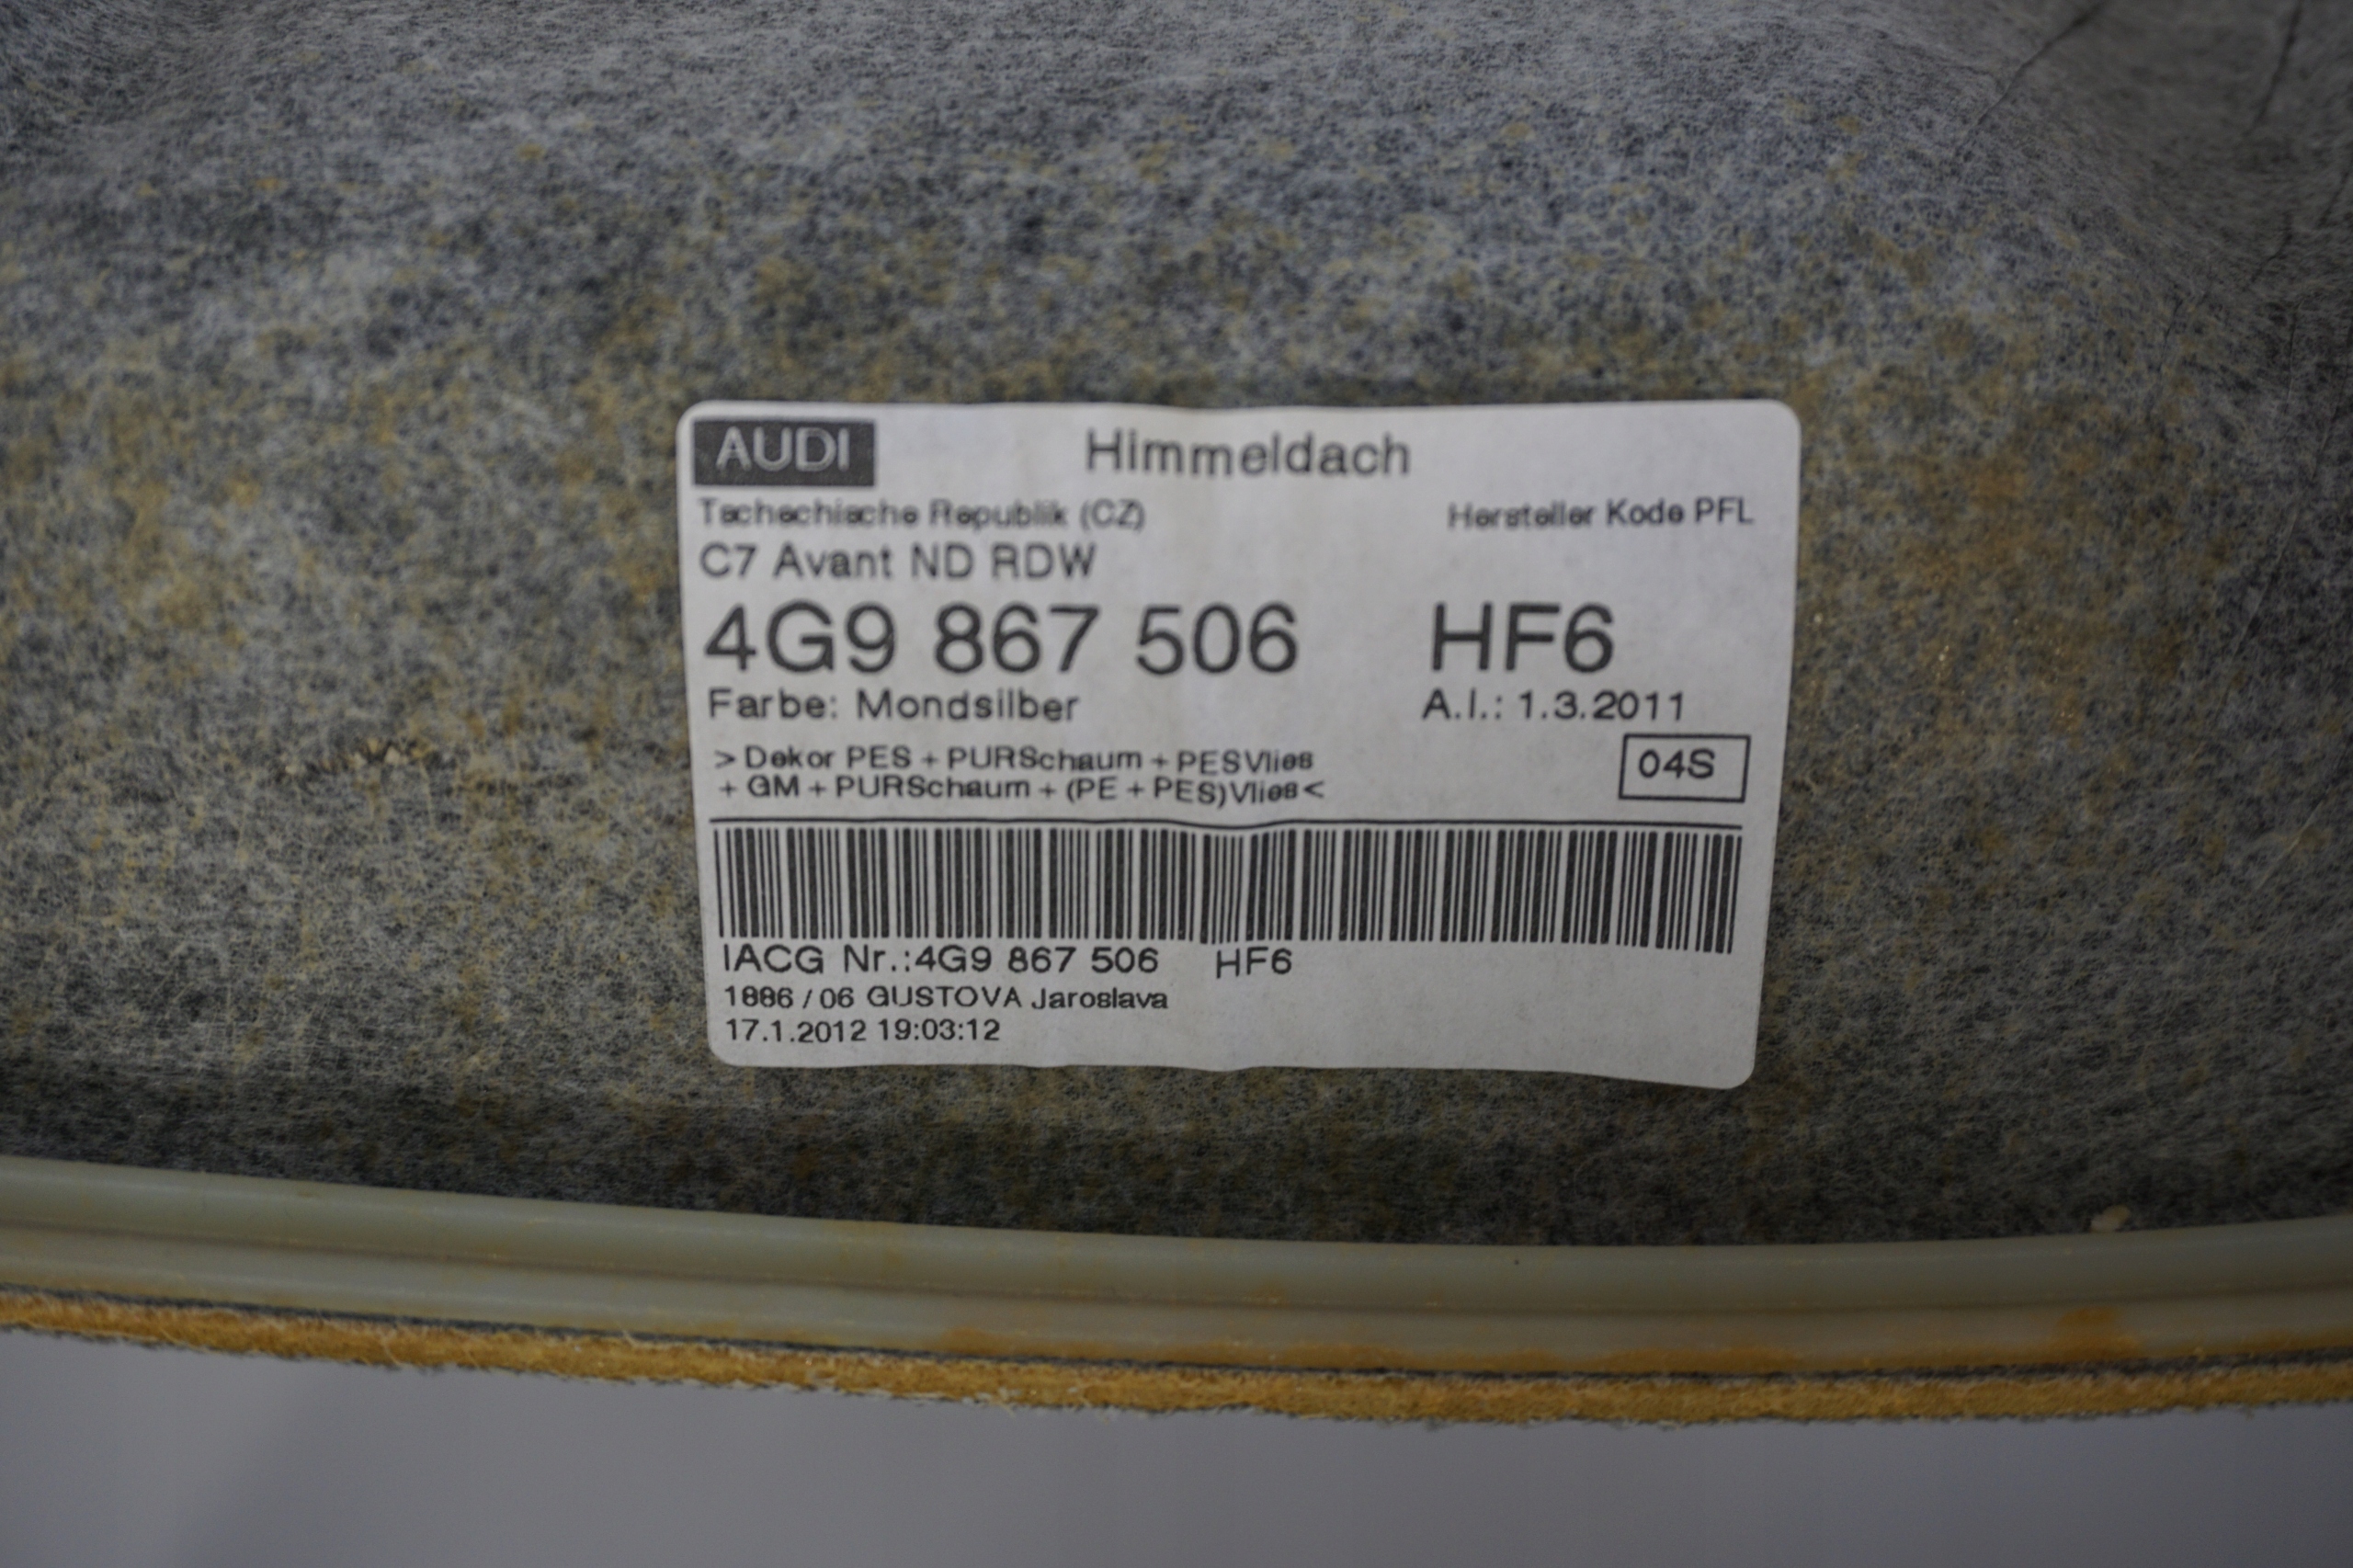 AUDI Himmeldach
Tschechische Republik (CZ) Hersteller Kode PFL
C7 Avant ND RDW
4G9 867 506 HF6
Farbe: Mondsilber A.I.: 1.3.2011
> Dekor PES + PURSchaum + PESVlies
+ GM + PURSchaum + (PE + PES)Vlies <
04S
IACG Nr.:4G9 867 506 HF6
1886 / 06 GUSTOVA Jaroslava
17.1.2012 19:03:12